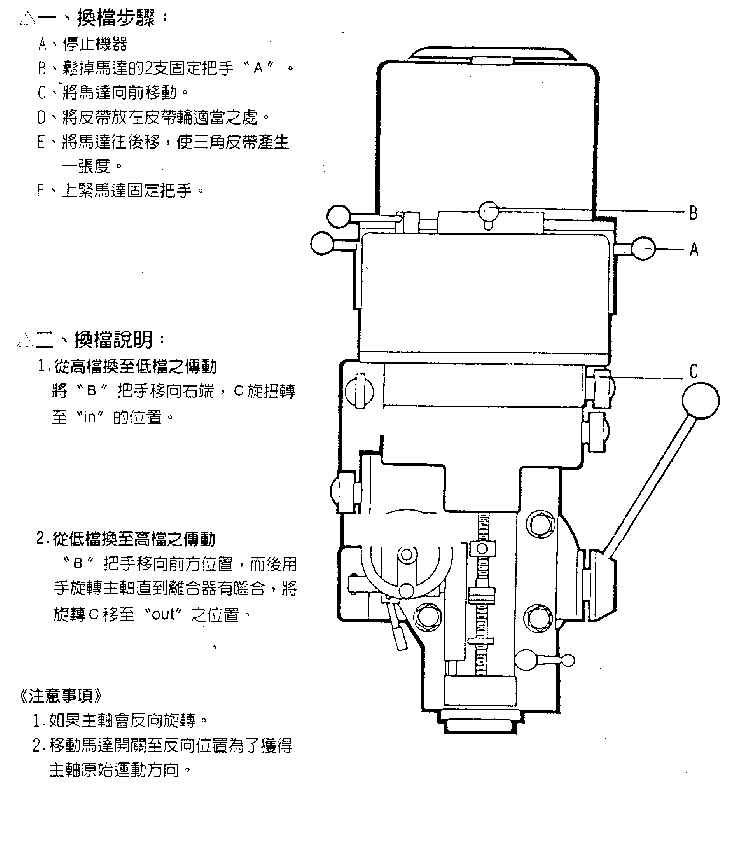 △一、換檔步驟：
A、停止機器
B、鬆掉馬達的2支固定把手“A”。
C、將馬達向前移動。
D、將皮帶放在皮帶輪適當之處。
E、將馬達往後移，使三角皮帶產生
一張度。
F、上緊馬達固定把手。
B
A
△二、換檔說明：
1.從高檔換至低檔之傳動
將“B”把手移向右端，C旋扭轉
至“in”的位置。
C
2.從低檔換至高檔之傳動
“B”把手移向前方位置，而後用
手旋轉主軸直到離合器有嚙合，將
旋轉C移至“out”之位置、
《注意事項》
1.如果主軸會反向旋轉。
2.移動馬達開關至反向位置為了獲得
主軸原始運動方向。